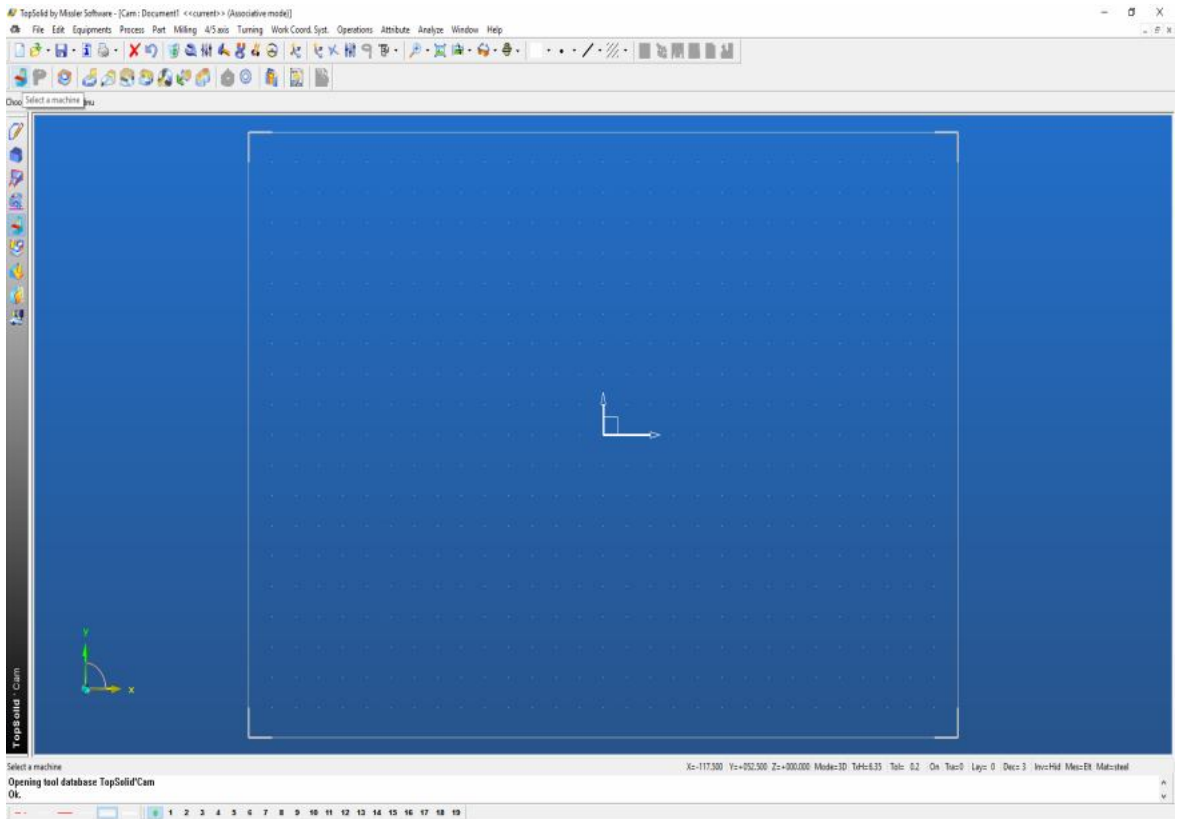 TopSolid by Missler Software - [Cam : Document1 <<current>> (Associative mode)]
File Edit Equipments Process Part Milling 4/5 axis Turning Work Coord. Syst. Operations Attribute Analyze Window Help
Select a machine
y
x
TopSolid ' Cam
Select a machine
X=-117.500 Y=+052.500 Z=+000.000 Mode=3D TxH=6.35 Tol= 0.2 On Tra=0 Lay= 0 Dec= 3 Inv=Hid Mes=Elt Mat=steel
Opening tool database TopSolid'Cam
Ok.
0 1 2 3 4 5 6 7 8 9 10 11 12 13 14 15 16 17 18 19